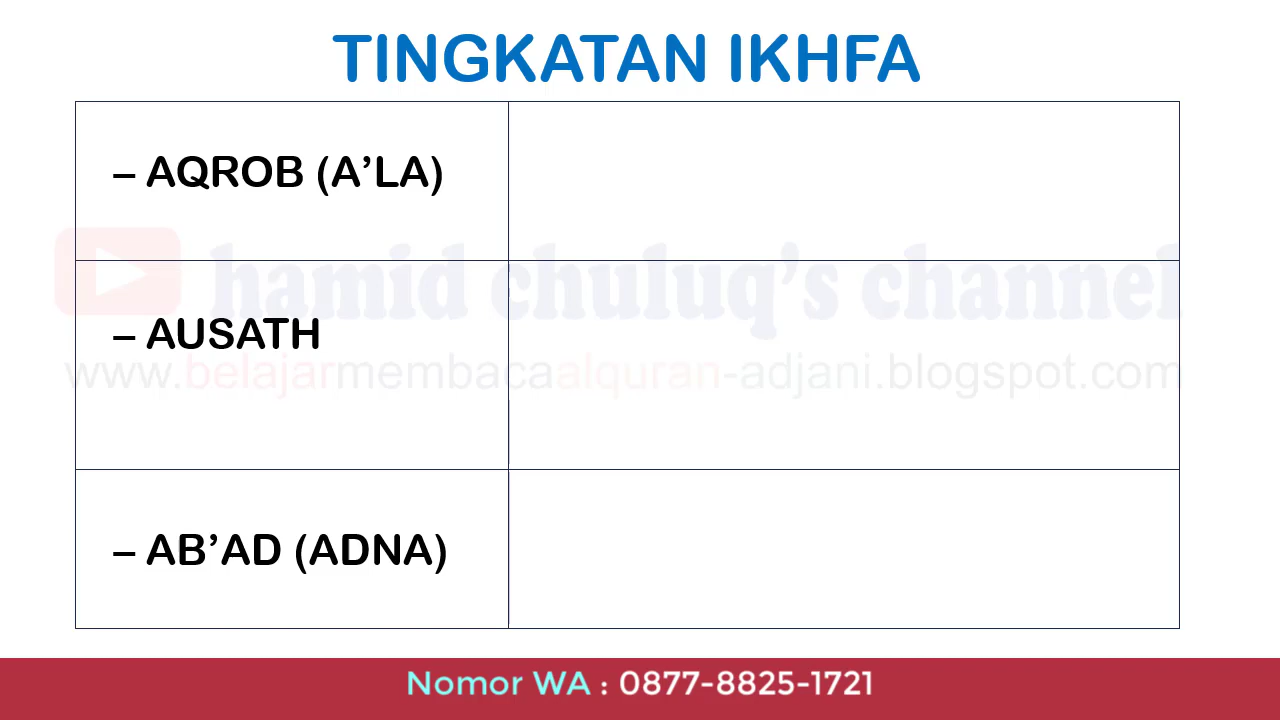 TINGKATAN IKHFA
– AQROB (A’LA)
hamid chuluq’s channel
– AUSATH
www.belajarmembacaalquran-adjani.blogspot.com
– AB’AD (ADNA)
Nomor WA : 0877-8825-1721